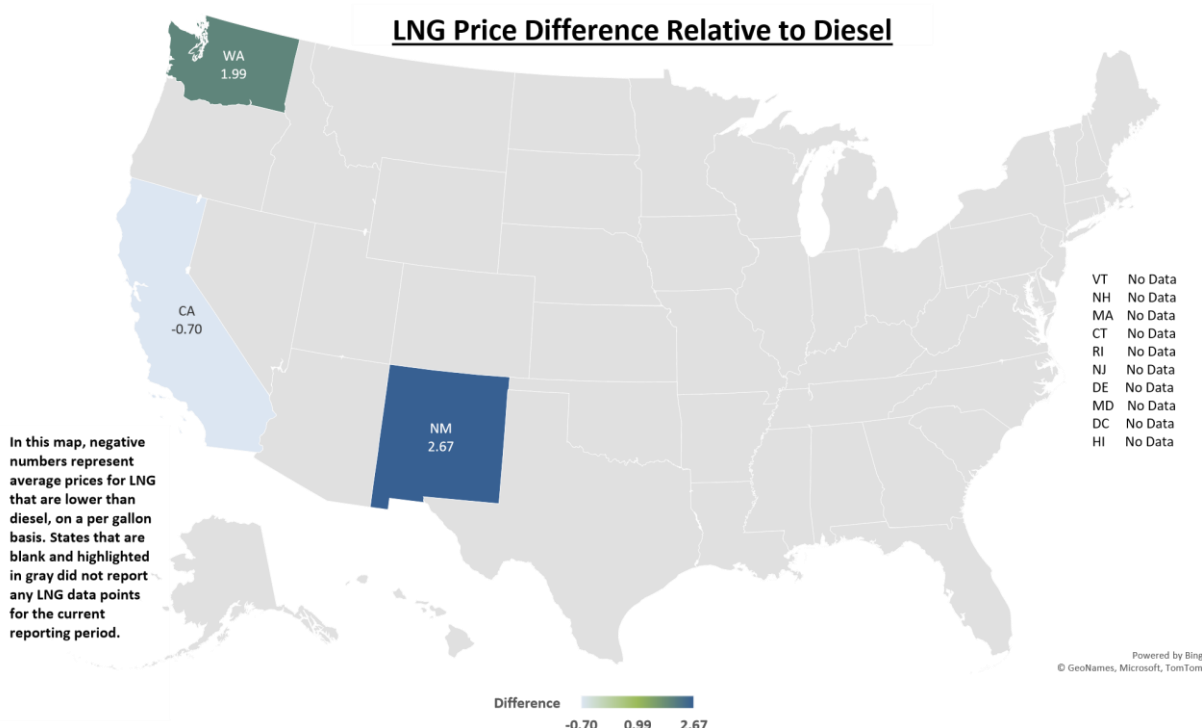 LNG Price Difference Relative to Diesel
WA
1.99
CA
-0.70
NM
2.67
VT No Data
NH No Data
MA No Data
CT No Data
RI No Data
NJ No Data
DE No Data
MD No Data
DC No Data
HI No Data
In this map, negative
numbers represent
average prices for LNG
that are lower than
diesel, on a per gallon
basis. States that are
blank and highlighted
in gray did not report
any LNG data points
for the current
reporting period.
Powered by Bing
© GeoNames, Microsoft, TomTom
Difference
-0.70 0.99 2.67